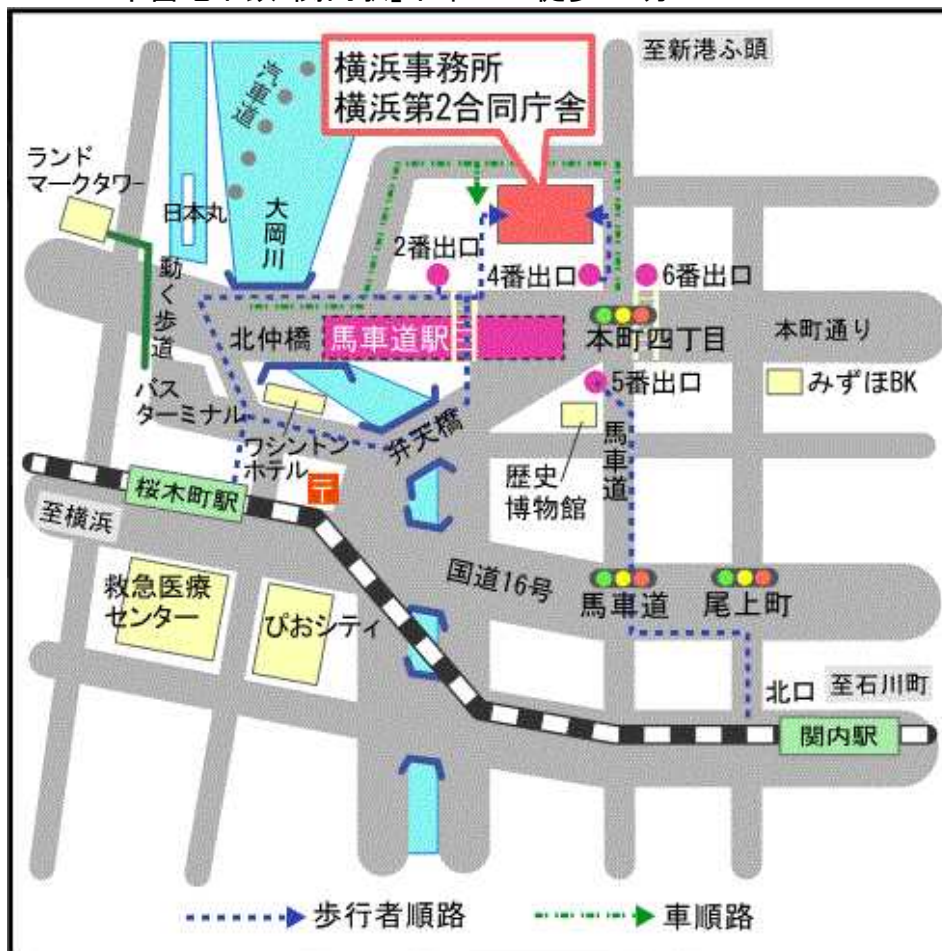 至新港ふ頭
横浜事務所
横浜第2合同庁舎
汽車道
ランド
マークタワー
日本丸
大岡川
2番出口
4番出口
6番出口
動く歩道
北仲橋
馬車道駅
本町四丁目
本町通り
バス
ターミナル
5番出口
みずほBK
ワシントン
ホテル
弁天橋
馬車道
歴史
博物館
桜木町駅
〒
至横浜
国道16号
救急医療
センター
ぴおシティ
馬車道
尾上町
北口
至石川町
関内駅
歩行者順路
車順路